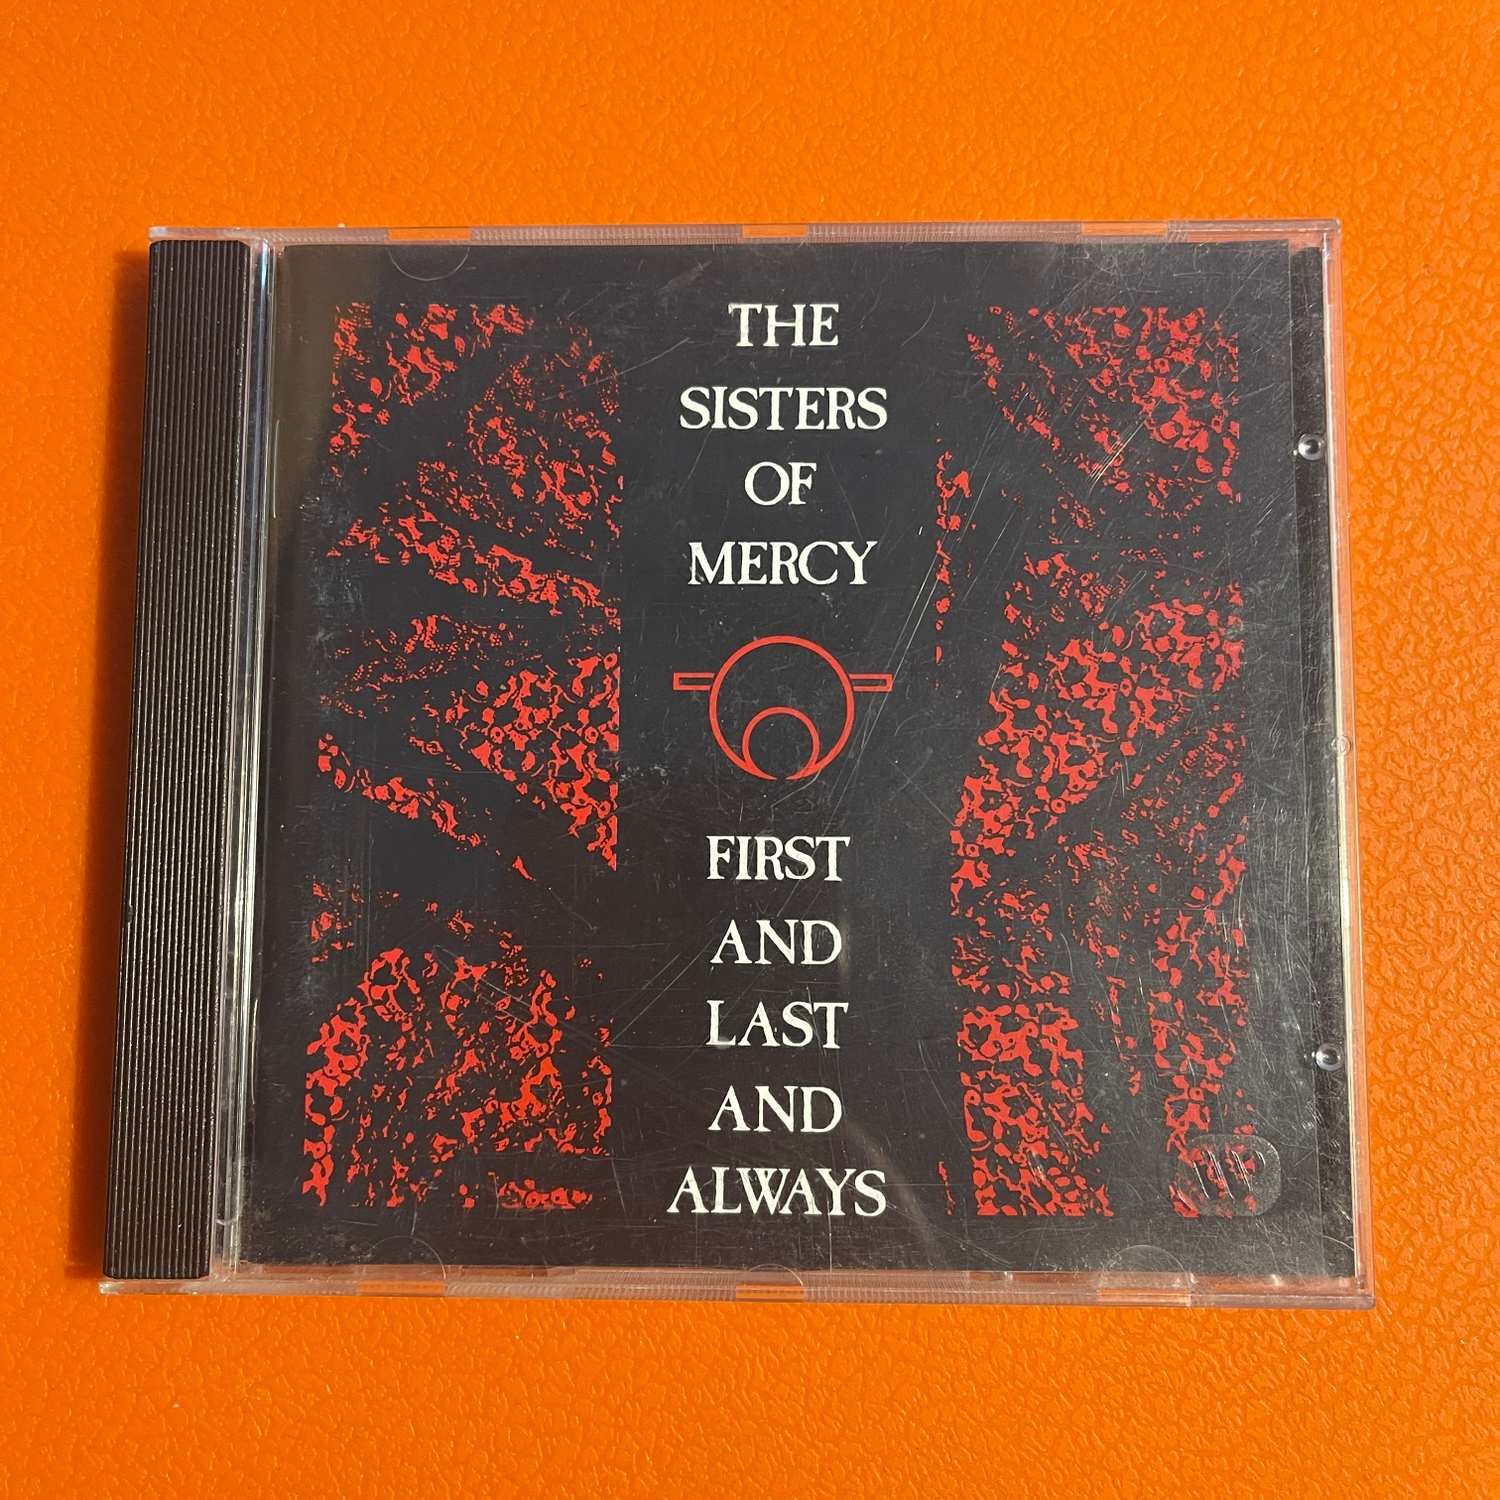 THE
SISTERS
OF
MERCY
FIRST
AND
LAST
AND
ALWAYS